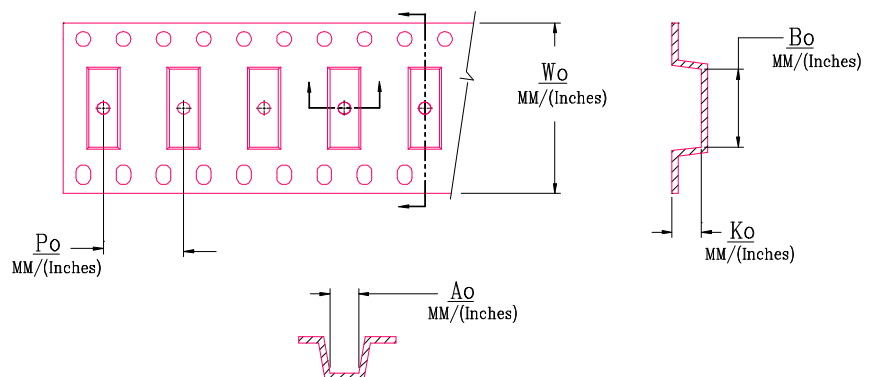 Wo
MM/(Inches)
Bo
MM/(Inches)
Po
MM/(Inches)
Ko
MM/(Inches)
Ao
MM/(Inches)